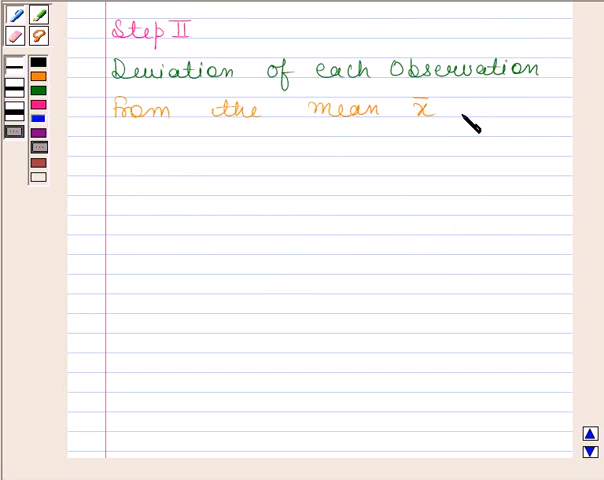 Step II
Deviation of each Observation
From the mean x̄